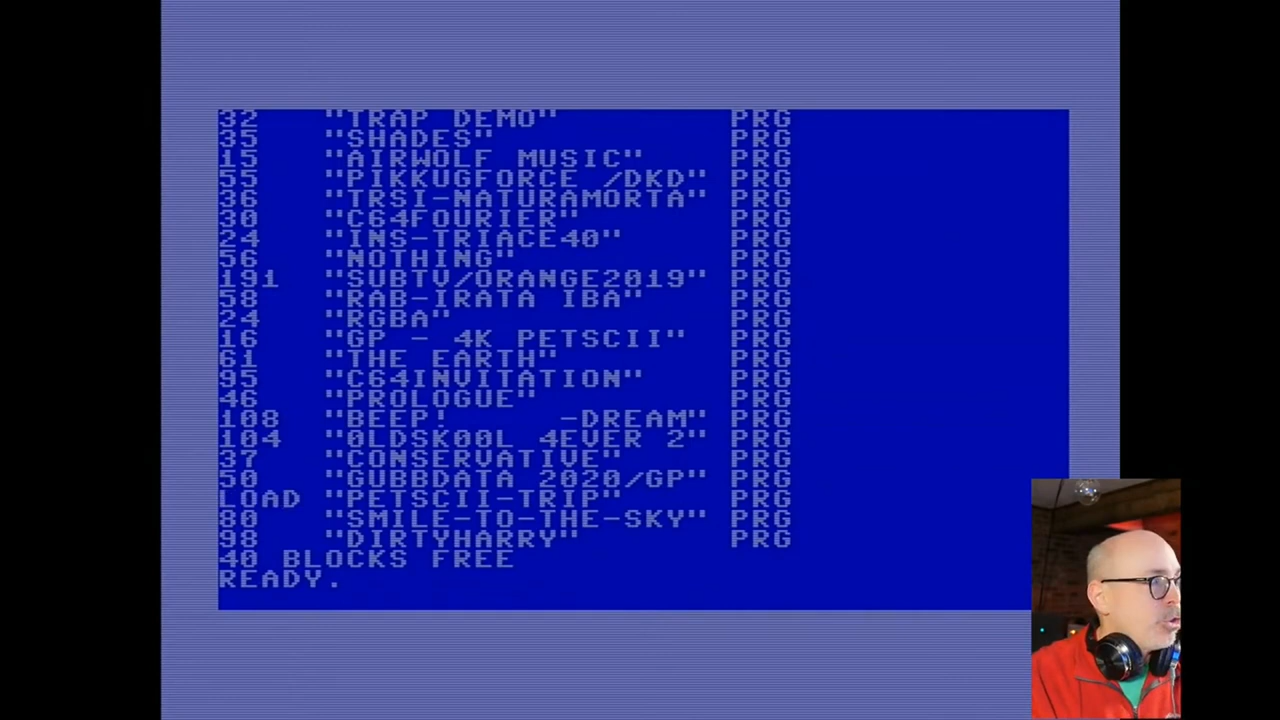 32 "TRAP DEMO" PRG
35 "SHADES" PRG
15 "AIRWOLF MUSIC" PRG
55 "PIKKUGFORCE /DKD" PRG
36 "TRSI-NATURAMORTA" PRG
30 "C64FOURIER" PRG
24 "INS-TRIACE40" PRG
56 "NOTHING" PRG
191 "SUBTV/ORANGE2019" PRG
58 "RAB-IRATA IBA" PRG
24 "RGBA" PRG
16 "GP - 4K PETSCII" PRG
61 "THE EARTH" PRG
95 "C64INVITATION" PRG
46 "PROLOGUE" PRG
108 "BEEP! -DREAM" PRG
104 "0LDSK00L 4EVER 2" PRG
37 "CONSERVATIVE" PRG
50 "GUBBDATA 2020/GP" PRG
LOAD "PETSCII-TRIP" PRG
80 "SMILE-TO-THE-SKY" PRG
98 "DIRTYHARRY" PRG
40 BLOCKS FREE
READY.